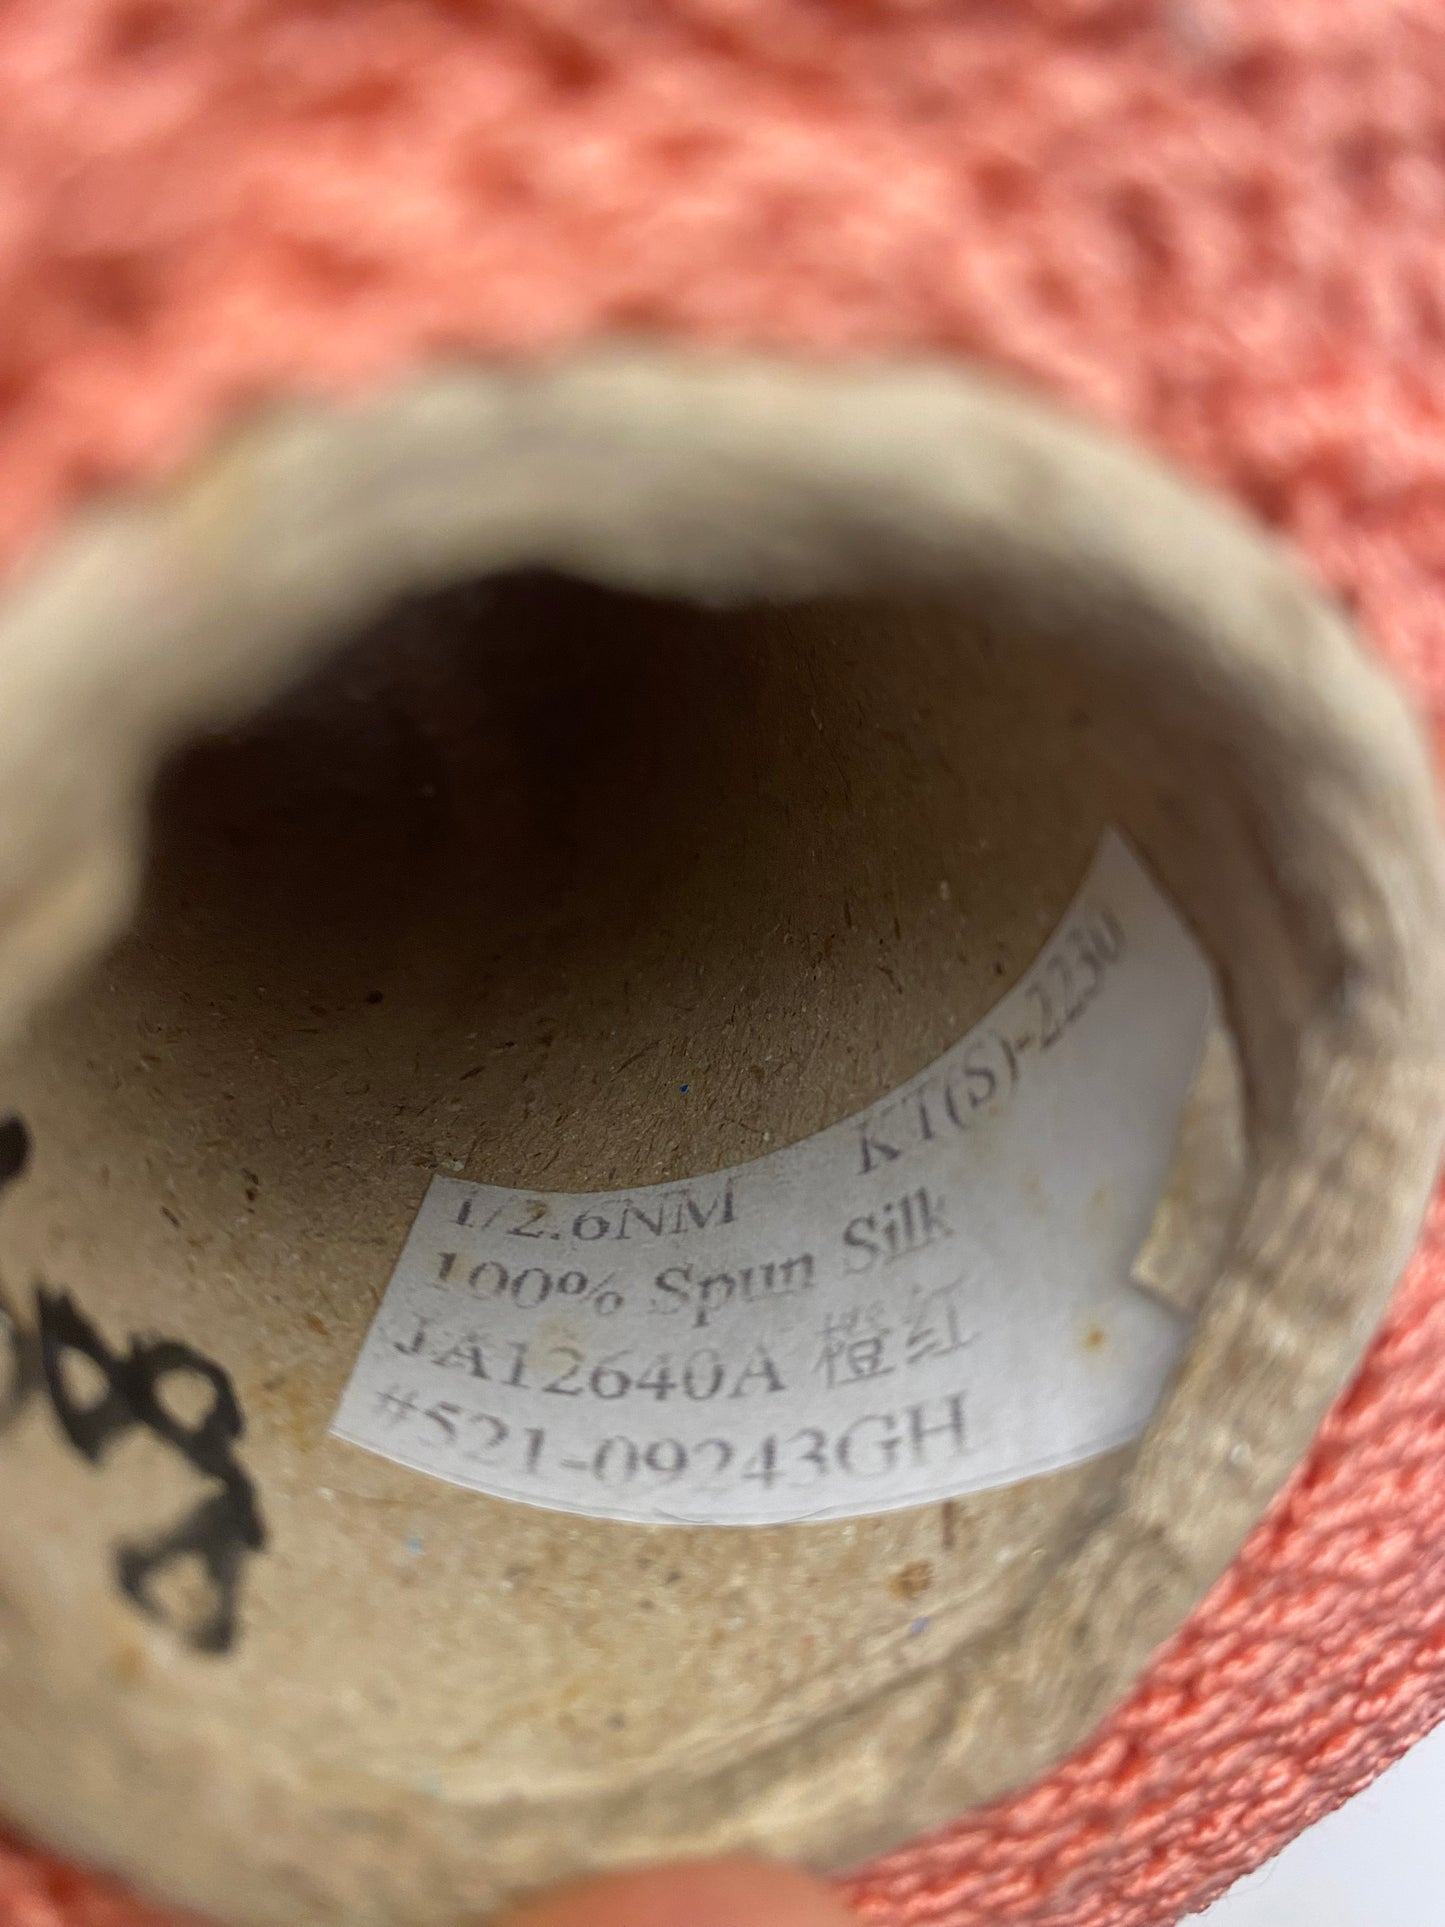 1/2.6NM KT(S)-2230
100% Spun Silk
JA12640A 橙红
#521-09243GH